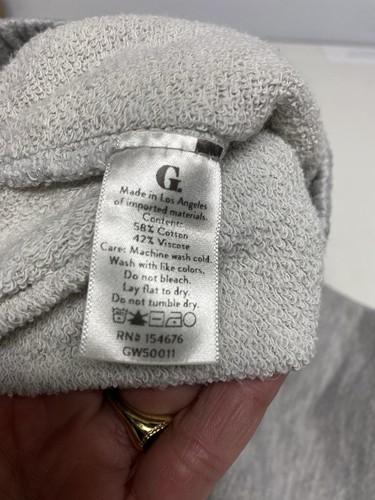 G.
Made in Los Angeles
of imported materials.
Content:
58% Cotton
42% Viscose
Care: Machine wash cold.
Wash with like colors.
Do not bleach.
Lay flat to dry.
Do not tumble dry.
RN# 154676
GW50011